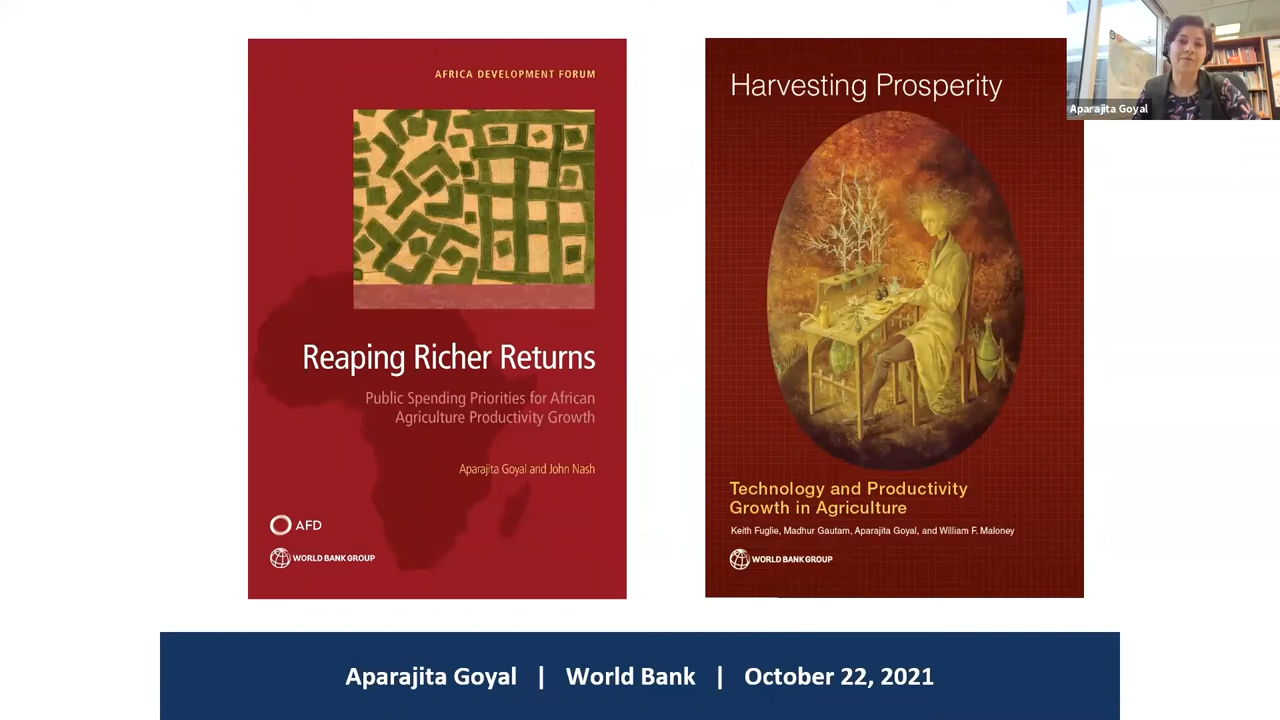 AFRICA DEVELOPMENT FORUM
Reaping Richer Returns
Public Spending Priorities for African
Agriculture Productivity Growth
Aparajita Goyal and John Nash
AFD
WORLD BANK GROUP
Harvesting Prosperity
Technology and Productivity
Growth in Agriculture
Keith Fuglie, Madhur Gautam, Aparajita Goyal, and William F. Maloney
WORLD BANK GROUP
Aparajita Goyal
Aparajita Goyal | World Bank | October 22, 2021